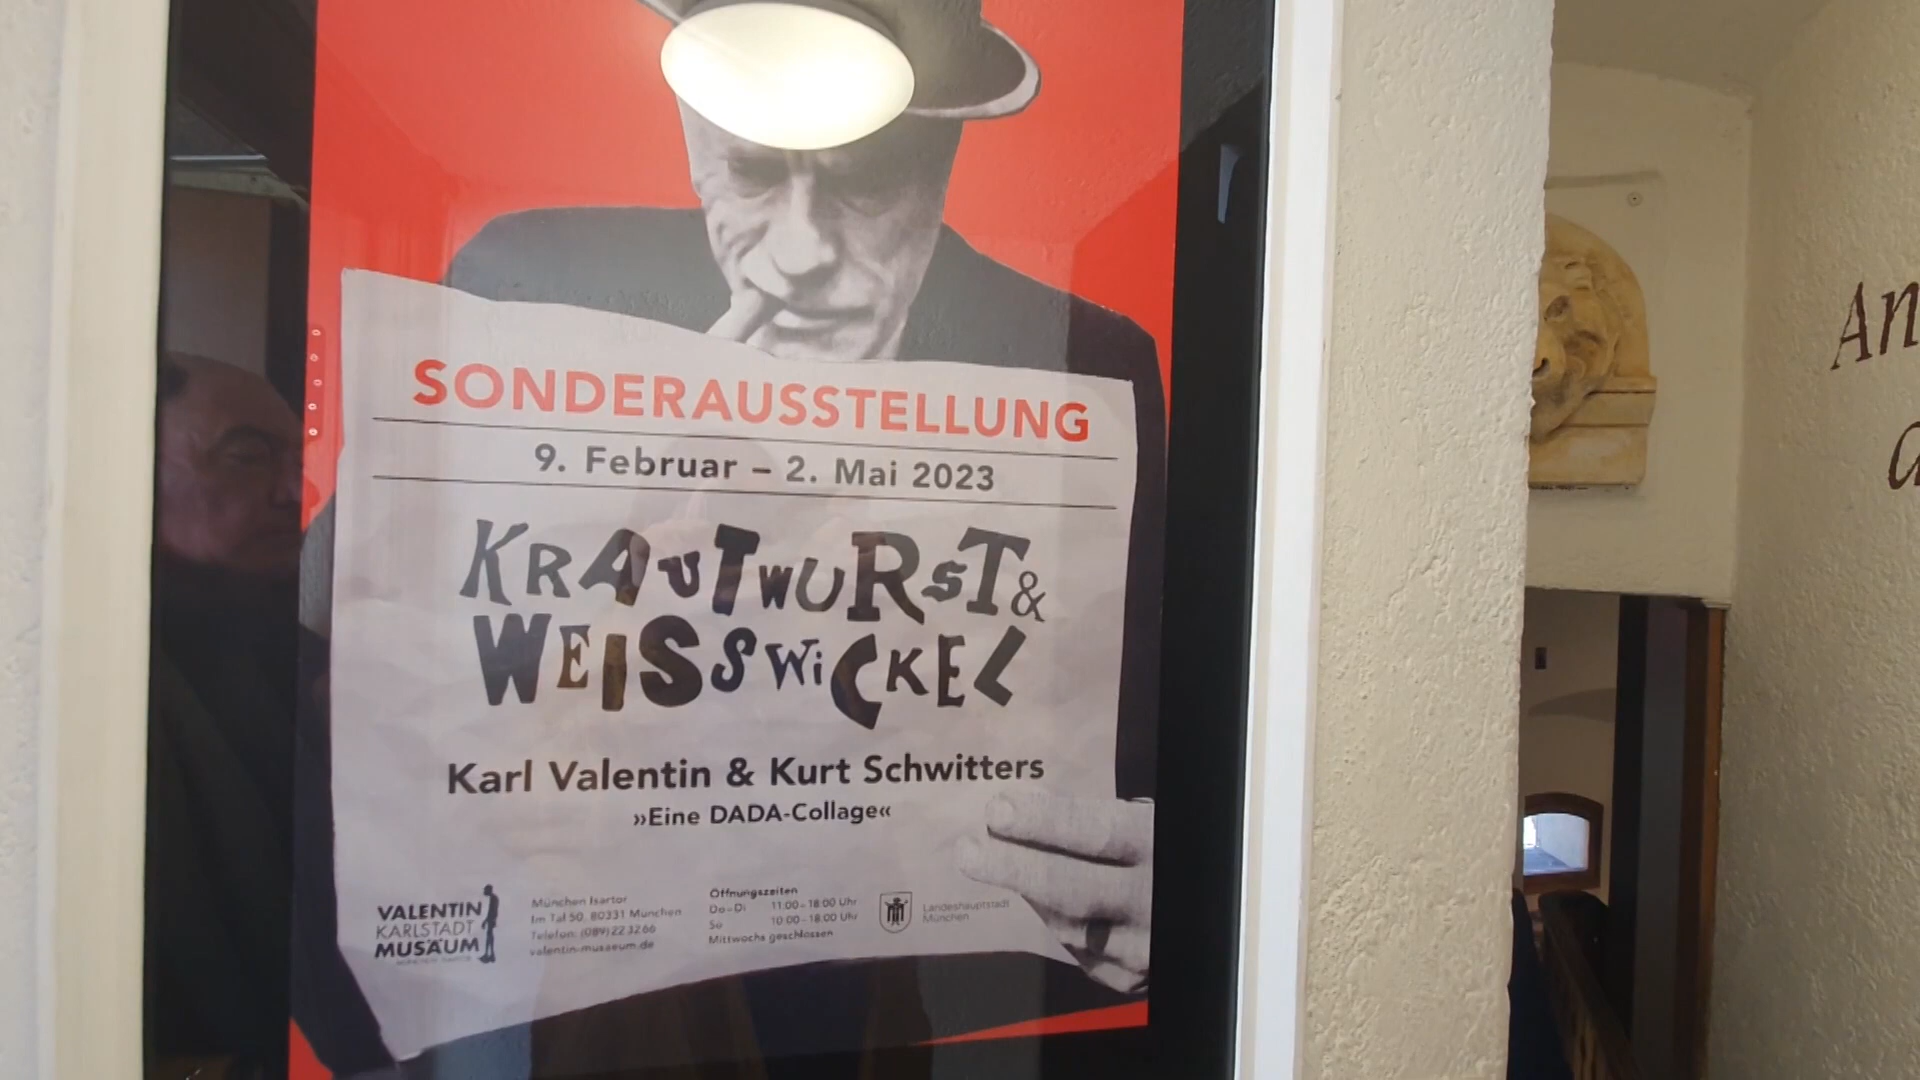 SONDERAUSSTELLUNG
9. Februar – 2. Mai 2023
KRAUTWURST &
WEISSWiCKEL
Karl Valentin & Kurt Schwitters
»Eine DADA-Collage«
VALENTIN
KARLSTADT
MUSÄUM
München Isartor
Im Tal 50, 80331 München
Telefon: (089) 22 32 66
valentin-musaeum.de
Öffnungszeiten
Do–Di 11:00–18:00 Uhr
So 10:00–18:00 Uhr
Mittwochs geschlossen
Landeshauptstadt
München
An